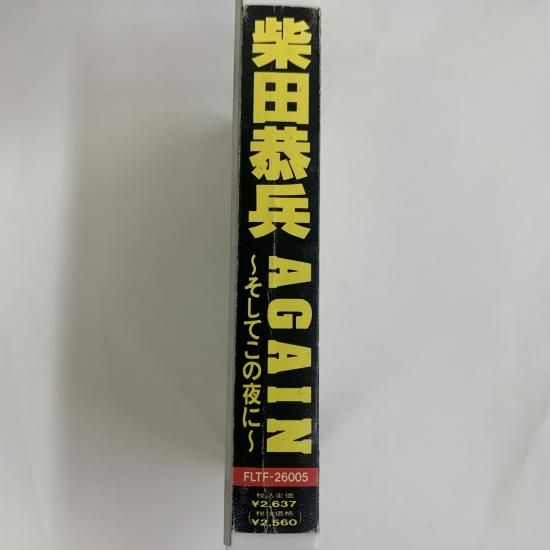 柴田恭兵 AGAIN
～そしてこの夜に～
FLTF-26005
税込定価
¥2,637
(税抜価格
¥2,560)